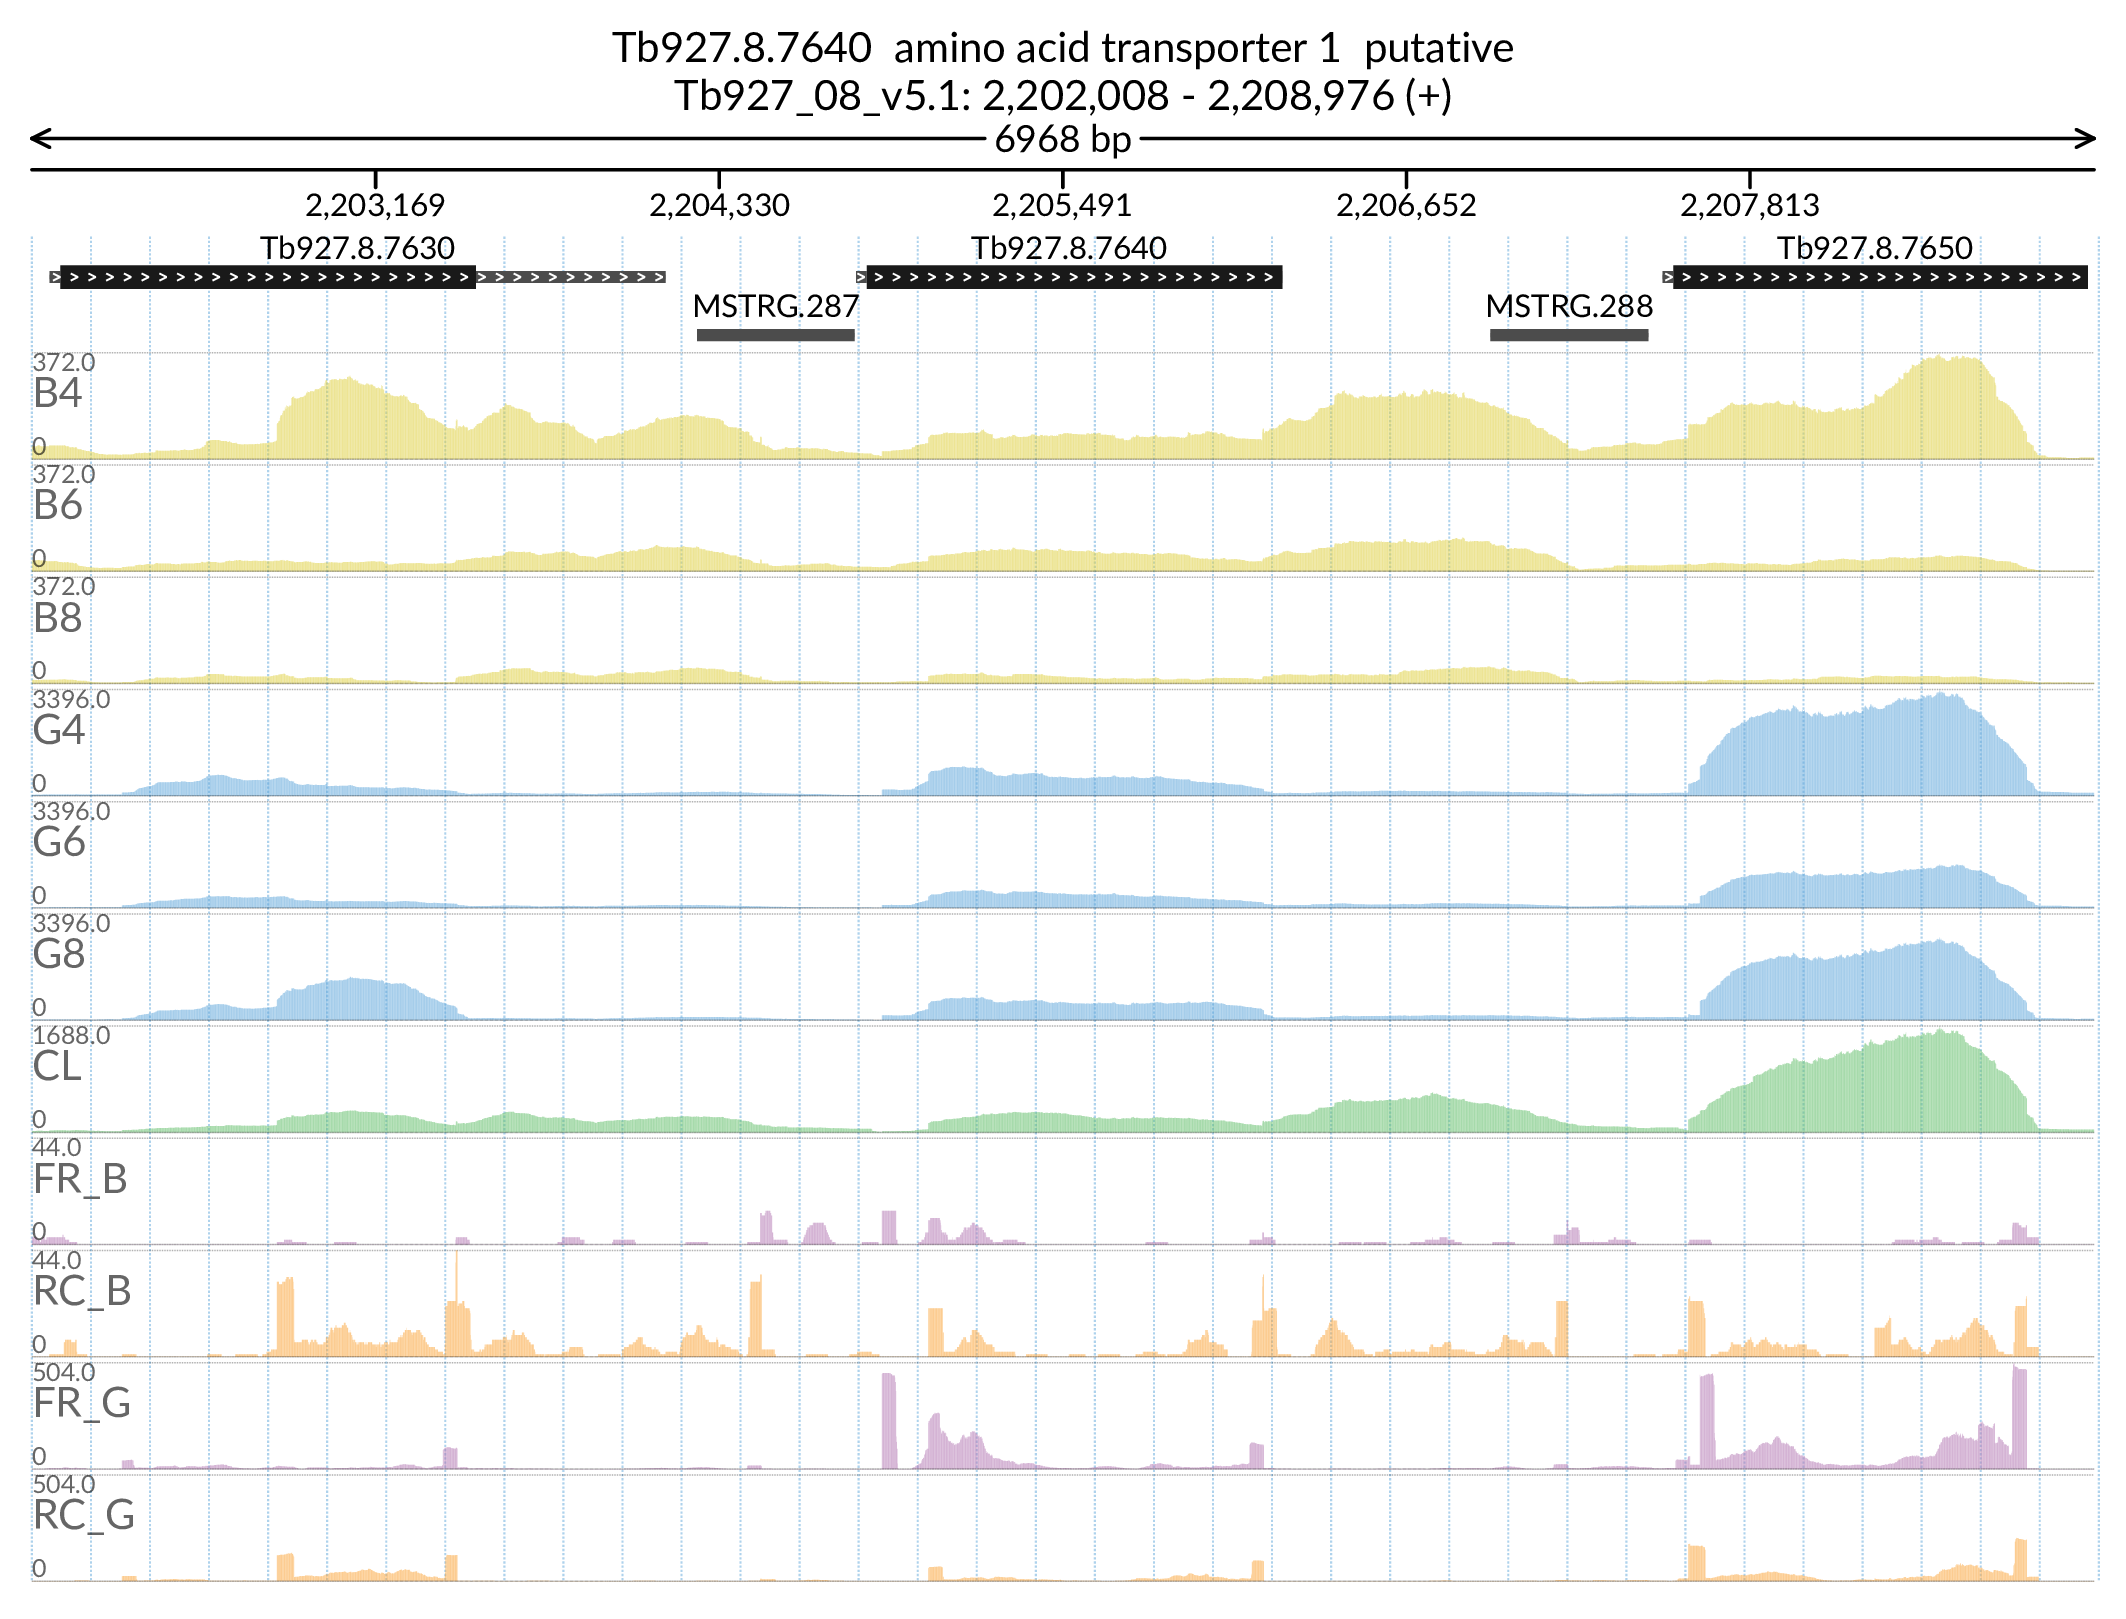 Tb927.8.7640 amino acid transporter 1 putative
Tb927_08_v5.1: 2,202,008 - 2,208,976 (+)
6968 bp
2,203,169 2,204,330 2,205,491 2,206,652 2,207,813
Tb927.8.7630 Tb927.8.7640 Tb927.8.7650
MSTRG.287 MSTRG.288
372.0
B4
0
372.0
B6
0
372.0
B8
0
3396.0
G4
0
3396.0
G6
0
3396.0
G8
0
1688.0
CL
0
44.0
FR_B
0
44.0
RC_B
0
504.0
FR_G
0
504.0
RC_G
0